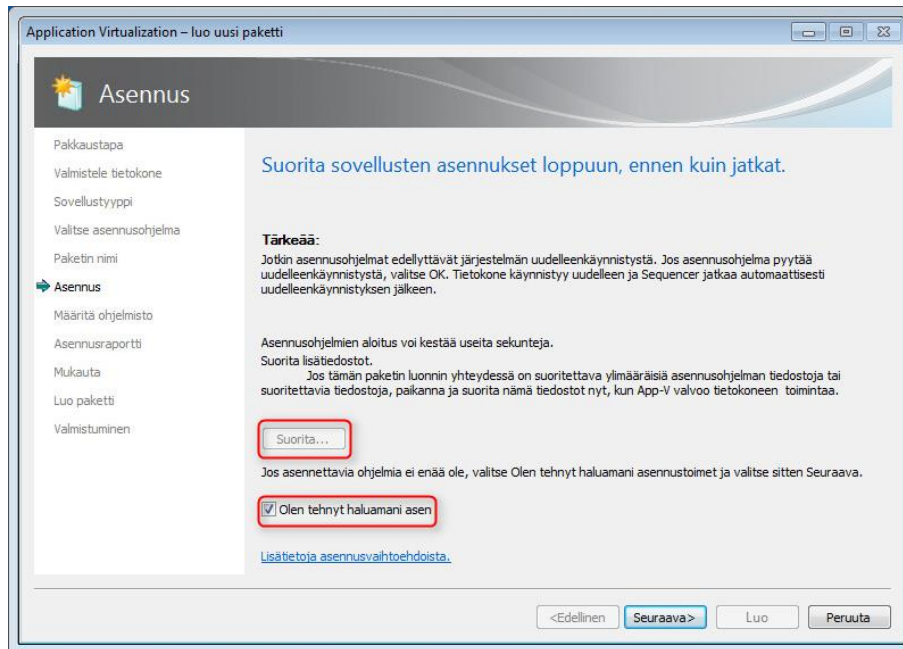 Application Virtualization – luo uusi paketti
Asennus
Pakkaustapa
Valmistele tietokone
Sovellustyyppi
Valitse asennusohjelma
Paketin nimi
Asennus
Määritä ohjelmisto
Asennusraportti
Mukauta
Luo paketti
Valmistuminen
Suorita sovellusten asennukset loppuun, ennen kuin jatkat.
Tärkeää:
Jotkin asennusohjelmat edellyttävät järjestelmän uudelleenkäynnistystä. Jos asennusohjelma pyytää
uudelleenkäynnistystä, valitse OK. Tietokone käynnistyy uudelleen ja Sequencer jatkaa automaattisesti
uudelleenkäynnistyksen jälkeen.
Asennusohjelmien aloitus voi kestää useita sekunteja.
Suorita lisätiedostot.
Jos tämän paketin luonnin yhteydessä on suoritettava ylimääräisiä asennusohjelman tiedostoja tai
suoritettavia tiedostoja, paikanna ja suorita nämä tiedostot nyt, kun App-V valvoo tietokoneen toimintaa.
Suorita...
Jos asennettavia ohjelmia ei enää ole, valitse Olen tehnyt haluamani asennustoimet ja valitse sitten Seuraava.
Olen tehnyt haluamani asen
Lisätietoja asennusvaihtoehdoista.
<Edellinen
Seuraava>
Luo
Peruuta